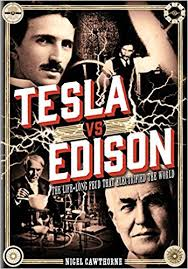 TESLA
VS
EDISON
THE LIFE-LONG FEUD THAT ELECTRIFIED THE WORLD
NIGEL CAWTHORNE